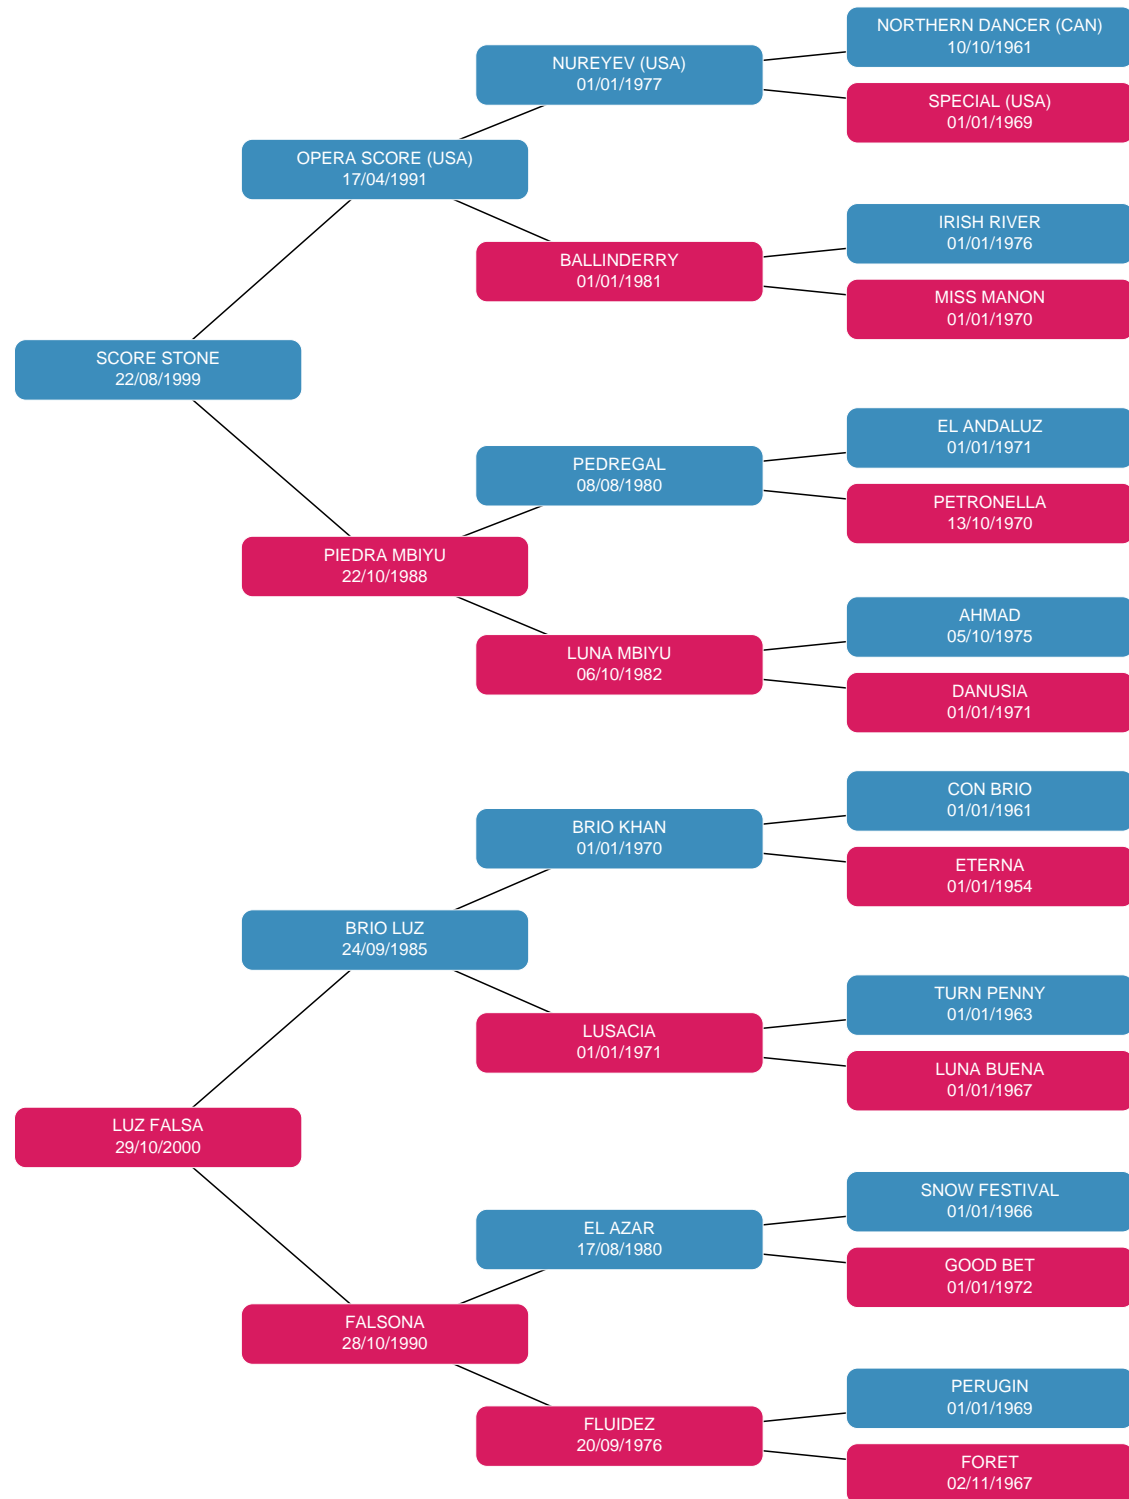 NORTHERN DANCER (CAN)
10/10/1961
NUREYEV (USA)
01/01/1977
SPECIAL (USA)
01/01/1969
OPERA SCORE (USA)
17/04/1991
IRISH RIVER
01/01/1976
BALLINDERRY
01/01/1981
MISS MANON
01/01/1970
SCORE STONE
22/08/1999
EL ANDALUZ
01/01/1971
PEDREGAL
08/08/1980
PETRONELLA
13/10/1970
PIEDRA MBIYU
22/10/1988
AHMAD
05/10/1975
LUNA MBIYU
06/10/1982
DANUSIA
01/01/1971
CON BRIO
01/01/1961
BRIO KHAN
01/01/1970
ETERNA
01/01/1954
BRIO LUZ
24/09/1985
TURN PENNY
01/01/1963
LUSACIA
01/01/1971
LUNA BUENA
01/01/1967
LUZ FALSA
29/10/2000
SNOW FESTIVAL
01/01/1966
EL AZAR
17/08/1980
GOOD BET
01/01/1972
FALSONA
28/10/1990
PERUGIN
01/01/1969
FLUIDEZ
20/09/1976
FORET
02/11/1967